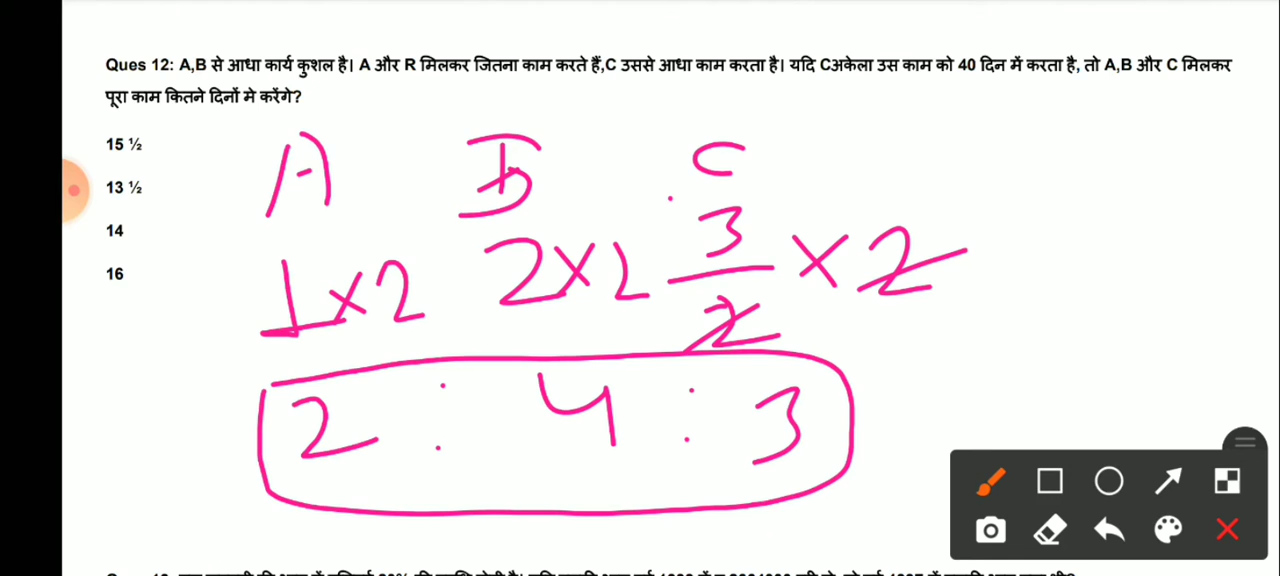 Ques 12: A,B से आधा कार्य कुशल है। A और R मिलकर जितना काम करते हैं,C उससे आधा काम करता है। यदि Cअकेला उस काम को 40 दिन में करता है, तो A,B और C मिलकर
पूरा काम कितने दिनों मे करेंगे?
15 ½
13 ½
14
16
A B C
1×2 2×2 3/2 × 2
2 : 4 : 3